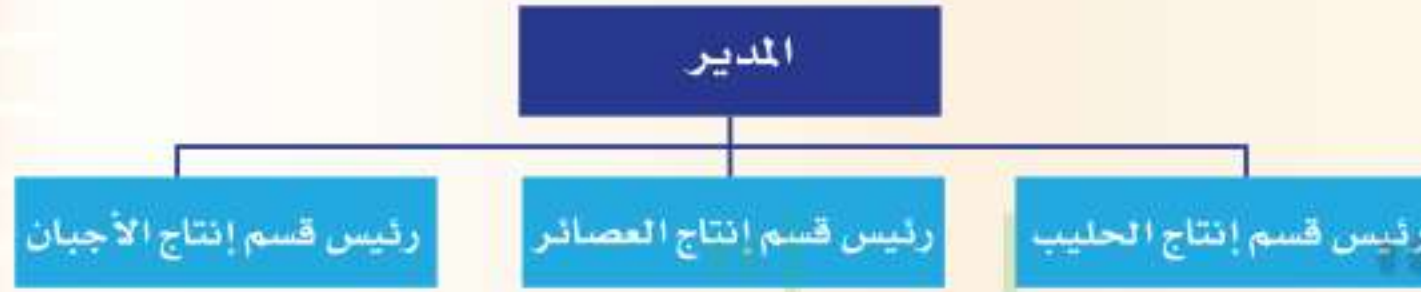 المدير
رئيس قسم إنتاج الحليب
رئيس قسم إنتاج العصائر
رئيس قسم إنتاج الأجبان